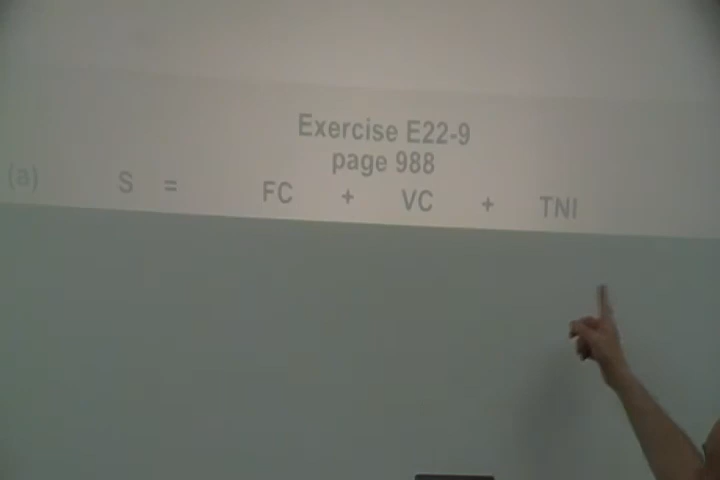 Exercise E22-9
page 988
(a) S = FC + VC + TNI